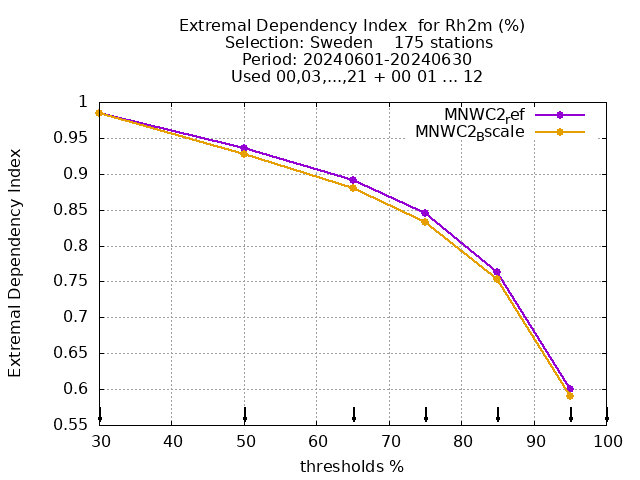 Extremal Dependency Index  for Rh2m (%)
Selection: Sweden    175 stations
Period: 20240601-20240630
Used 00,03,...,21 + 00 01 ... 12
MNWC2ref
MNWC2Bscale
Extremal Dependency Index
1
0.95
0.9
0.85
0.8
0.75
0.7
0.65
0.6
0.55
30 40 50 60 70 80 90 100
thresholds %